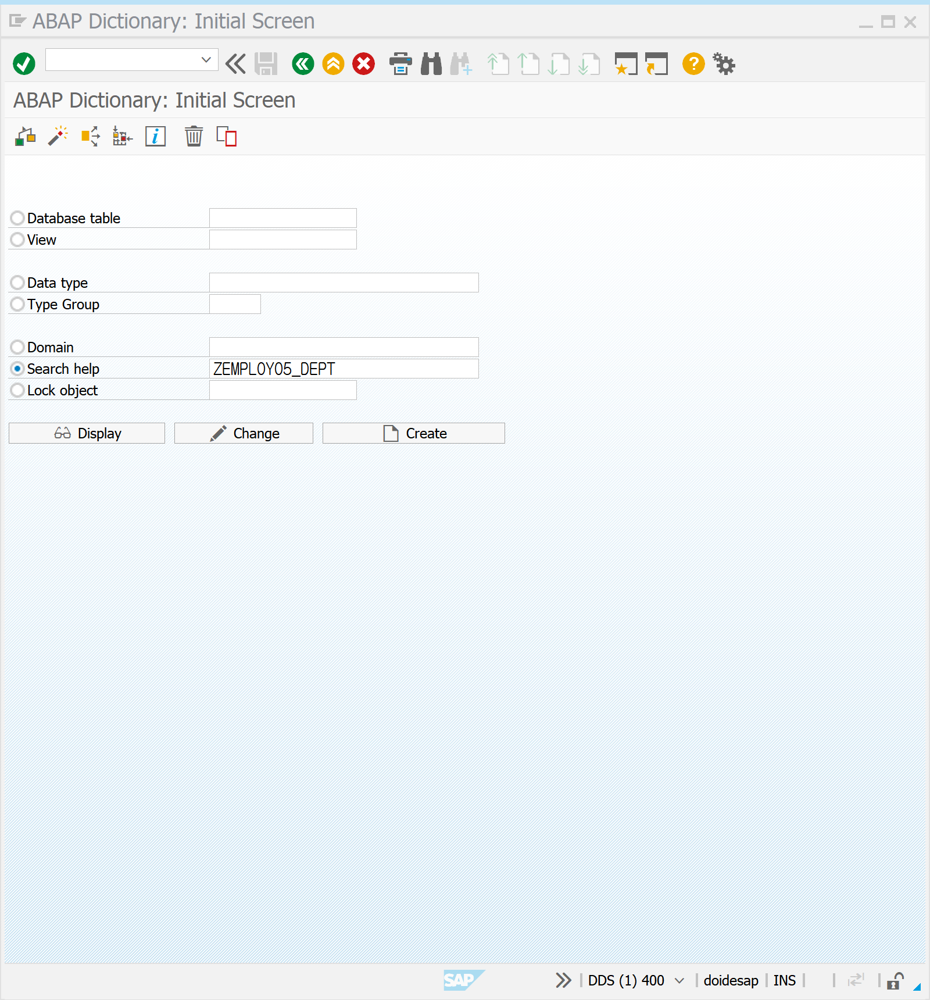 ABAP Dictionary: Initial Screen
ABAP Dictionary: Initial Screen
Database table
View
Data type
Type Group
Domain
Search help ZEMPLOYO5_DEPT
Lock object
Display Change Create
SAP DDS (1) 400 doidesap INS